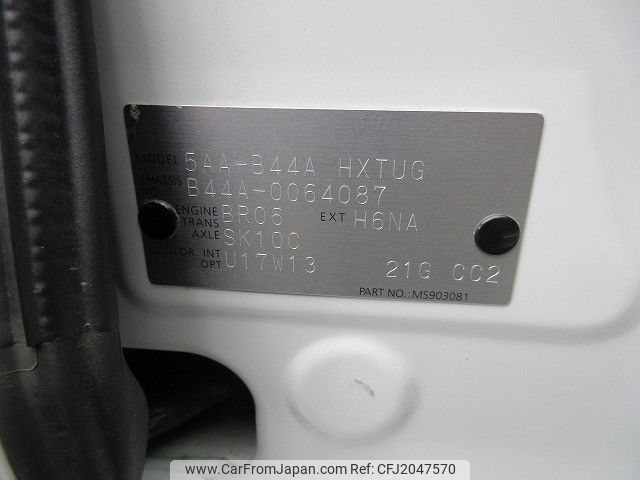 MODEL 5AA-B44A HXTUG
CHASSIS NO. B44A-0064087
ENGINE BR06 EXT H6NA
TRANS AXLE SK10C
COLOR: INT OPT U17W13 21G CC2
PART NO.:MS903081
www.CarFromJapan.com CFJ2047570